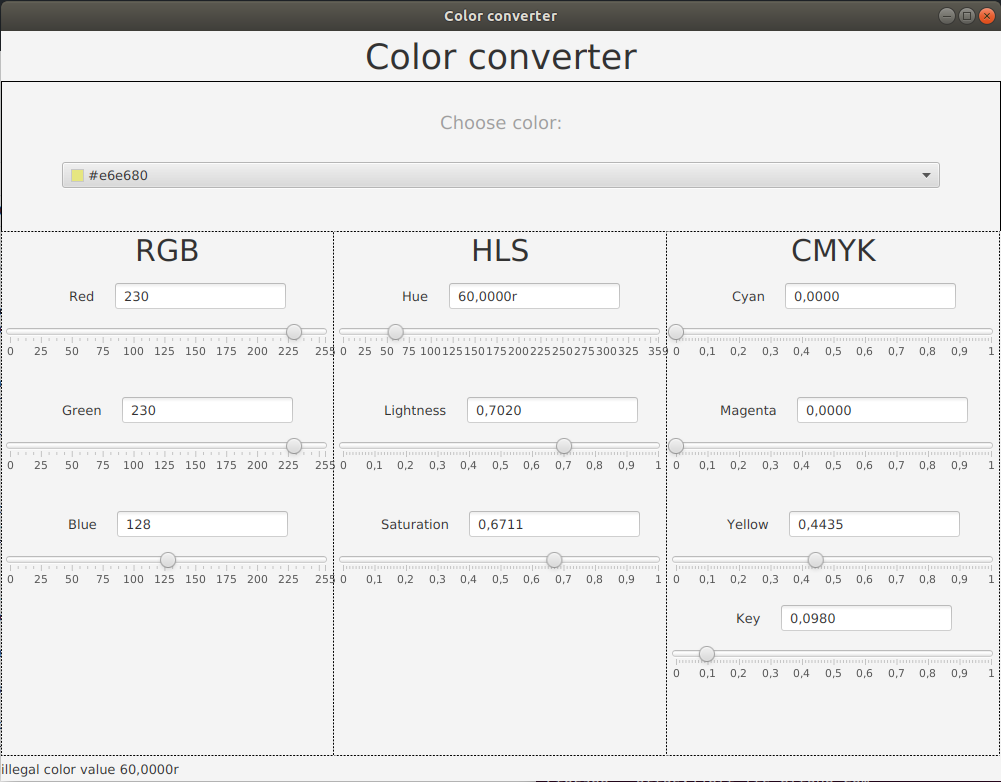 Color converter
Color converter
Choose color:
#e6e680
RGB HLS CMYK
Red 230 Hue 60,0000r Cyan 0,0000
0 25 50 75 100 125 150 175 200 225 255 0 25 50 75 100 125 150 175 200 225 250 275 300 325 359 0 0,1 0,2 0,3 0,4 0,5 0,6 0,7 0,8 0,9 1
Green 230 Lightness 0,7020 Magenta 0,0000
0 25 50 75 100 125 150 175 200 225 255 0 0,1 0,2 0,3 0,4 0,5 0,6 0,7 0,8 0,9 1 0 0,1 0,2 0,3 0,4 0,5 0,6 0,7 0,8 0,9 1
Blue 128 Saturation 0,6711 Yellow 0,4435
0 25 50 75 100 125 150 175 200 225 255 0 0,1 0,2 0,3 0,4 0,5 0,6 0,7 0,8 0,9 1 0 0,1 0,2 0,3 0,4 0,5 0,6 0,7 0,8 0,9 1
Key 0,0980
0 0,1 0,2 0,3 0,4 0,5 0,6 0,7 0,8 0,9 1
illegal color value 60,0000r